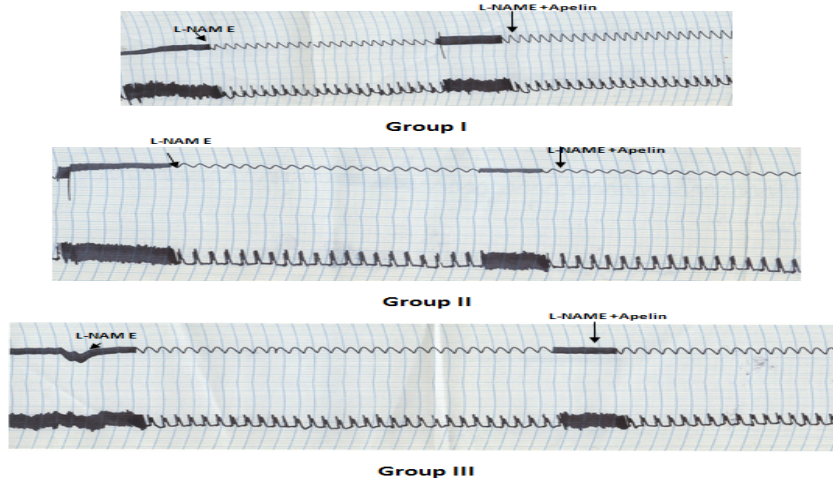 L-NAM E
L-NAME+Apelin
Group I
L-NAM E
L-NAME+Apelin
Group II
L-NAM E
L-NAME+Apelin
Group III